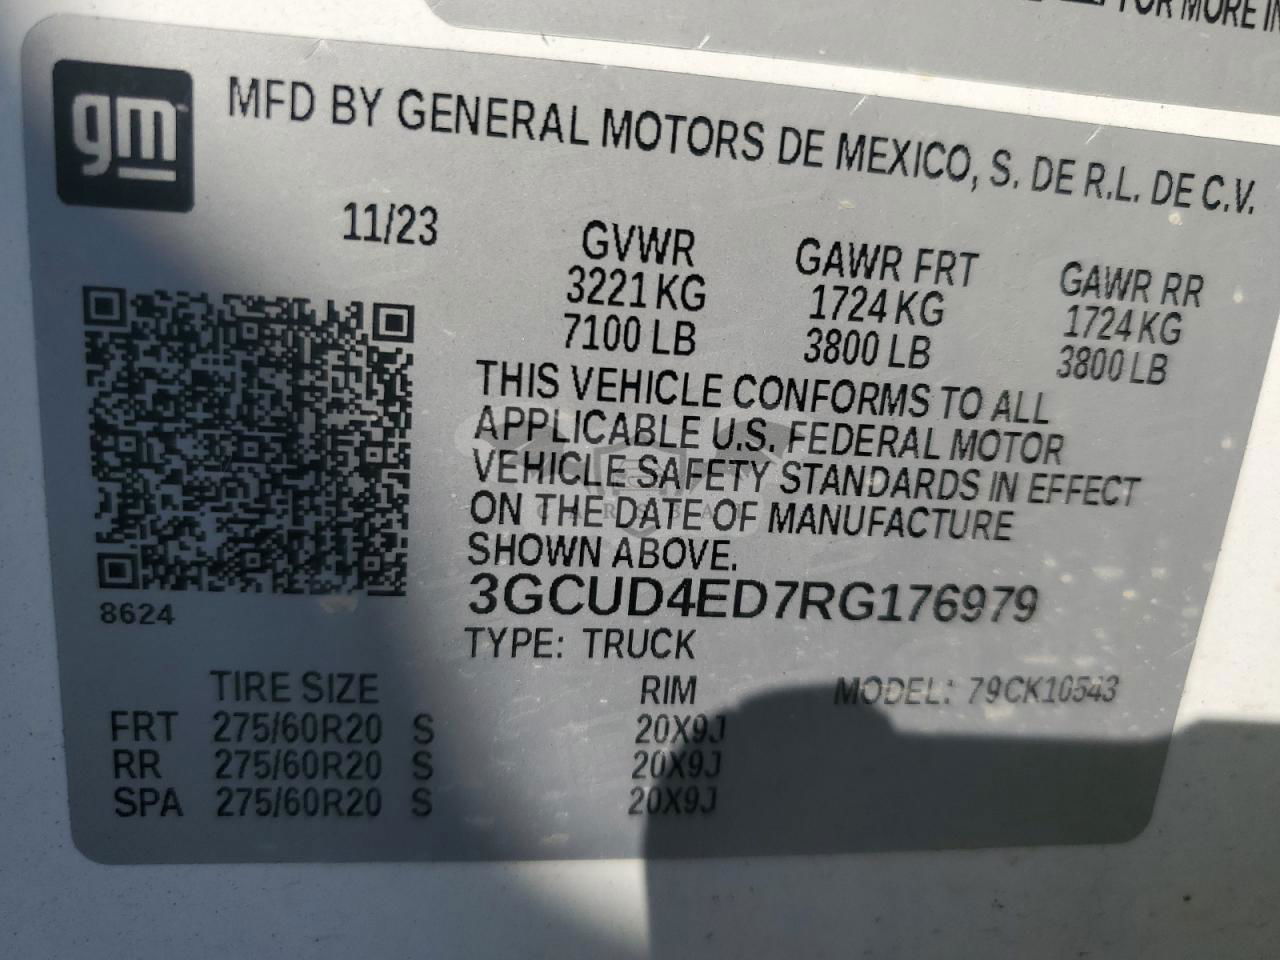 FOR MORE IN
gm
MFD BY GENERAL MOTORS DE MEXICO, S. DE R.L. DE C.V.
11/23
GVWR GAWR FRT GAWR RR
3221 KG 1724 KG 1724 KG
7100 LB 3800 LB 3800 LB
THIS VEHICLE CONFORMS TO ALL
APPLICABLE U.S. FEDERAL MOTOR
VEHICLE SAFETY STANDARDS IN EFFECT
ON THE DATE OF MANUFACTURE
SHOWN ABOVE.
3GCUD4ED7RG176979
8624
TYPE: TRUCK
TIRE SIZE RIM MODEL: 79CK10543
FRT 275/60R20 S 20X9J
RR 275/60R20 S 20X9J
SPA 275/60R20 S 20X9J